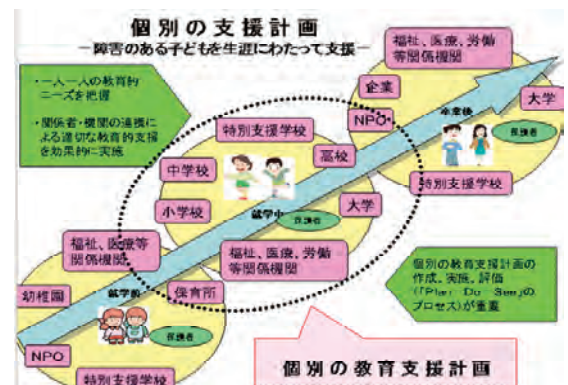 個別の支援計画
－障害のある子どもを生涯にわたって支援－
・一人一人の教育的
ニーズを把握
・関係者・機関の連携に
よる適切な教育的支援
を効果的に実施
福祉、医療、労働
等関係機関
企業
NPO
卒業後
大学
保護者
特別支援学校
特別支援学校
中学校
高校
小学校
就学中
大学
保護者
福祉、医療、労働
等関係機関
福祉、医療等
関係機関
幼稚園
就学前
保育所
保護者
NPO
特別支援学校
個別の教育支援計画の
作成、実施、評価
(「Plan-Do-See」の
プロセス)が重要
個別の教育支援計画